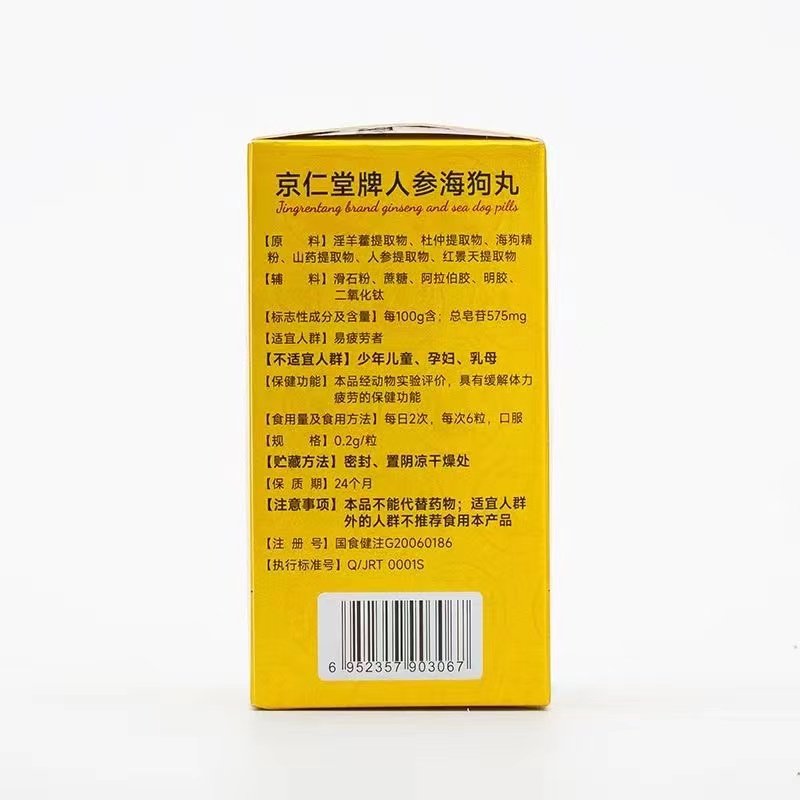 京仁堂牌人参海狗丸
Jingrentang brand ginseng and sea dog pills
【原 料】淫羊藿提取物、杜仲提取物、海狗精
粉、山药提取物、人参提取物、红景天提取物
【辅 料】滑石粉、蔗糖、阿拉伯胶、明胶、
二氧化钛
【标志性成分及含量】每100g含：总皂苷575mg
【适宜人群】易疲劳者
【不适宜人群】少年儿童、孕妇、乳母
【保健功能】本品经动物实验评价，具有缓解体力
疲劳的保健功能
【食用量及食用方法】每日2次，每次6粒，口服
【规 格】0.2g/粒
【贮藏方法】密封、置阴凉干燥处
【保 质 期】24个月
【注意事项】本品不能代替药物；适宜人群
外的人群不推荐食用本产品
【注 册 号】国食健注G20060186
【执行标准号】Q/JRT 0001S
6 952357 903067